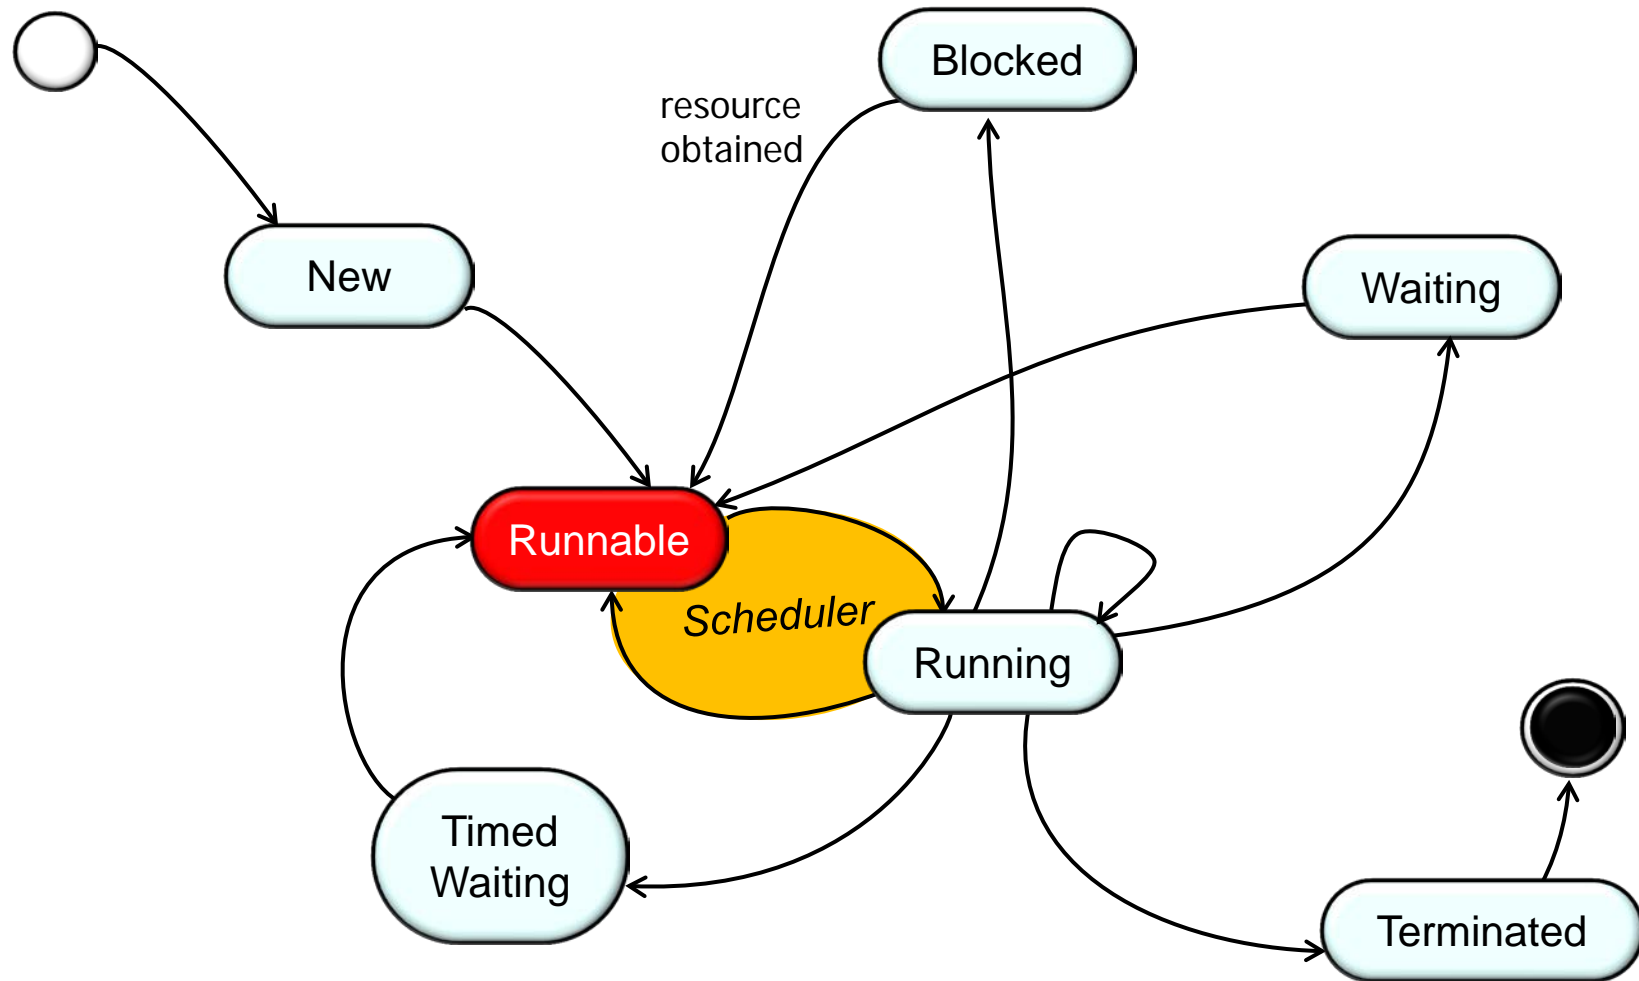 Blocked
resource
obtained
New
Waiting
Runnable
Scheduler
Running
Timed
Waiting
Terminated